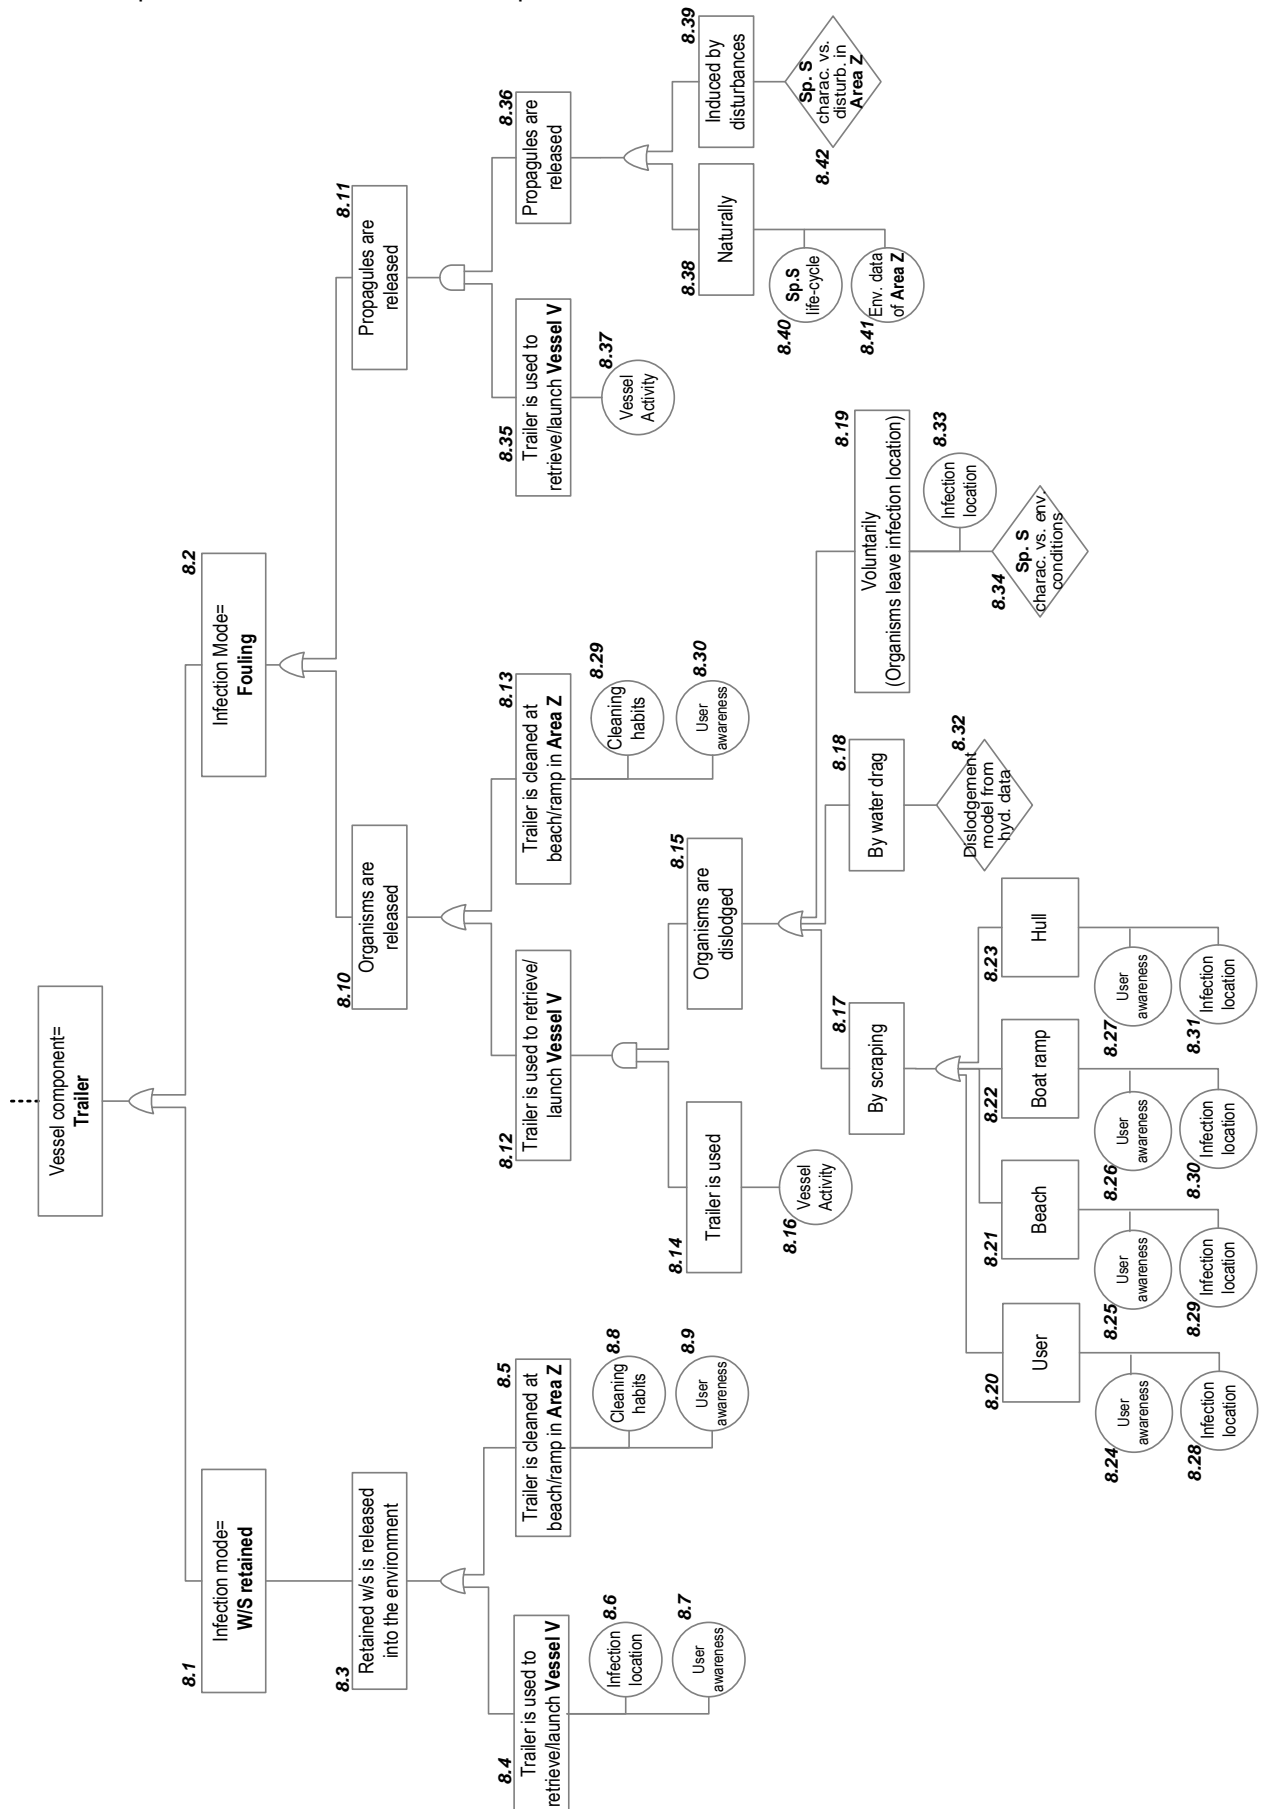 Vessel component=
Trailer
8.1
Infection mode=
W/S retained
8.2
Infection Mode=
Fouling
8.3
Retained w/s is released
into the environment
8.10
Organisms are
released
8.11
Propagules are
released
8.4
Trailer is used to
retrieve/launch Vessel V
8.5
Trailer is cleaned at
beach/ramp in Area Z
8.12
Trailer is used to retrieve/
launch Vessel V
8.13
Trailer is cleaned at
beach/ramp in Area Z
8.35
Trailer is used to
retrieve/launch Vessel V
8.36
Propagules are
released
8.6
Infection
location
8.7
User
awareness
8.8
Cleaning
habits
8.9
User
awareness
8.29
Cleaning
habits
8.30
User
awareness
8.37
Vessel
Activity
8.14
Trailer is used
8.15
Organisms are
dislodged
8.38
Naturally
8.39
Induced by
disturbances
8.16
Vessel
Activity
8.40
Sp.S
life-cycle
8.41
Env. data
of Area Z
8.42
Sp. S
charac. vs.
disturb. in
Area Z
8.17
By scraping
8.18
By water drag
8.19
Voluntarily
(Organisms leave infection location)
8.32
Dislodgement
model from
hyd. data
8.33
Infection
location
8.34
Sp. S
charac. vs. env.
conditions
8.20
User
8.21
Beach
8.22
Boat ramp
8.23
Hull
8.24
User
awareness
8.25
User
awareness
8.26
User
awareness
8.27
User
awareness
8.28
Infection
location
8.29
Infection
location
8.30
Infection
location
8.31
Infection
location